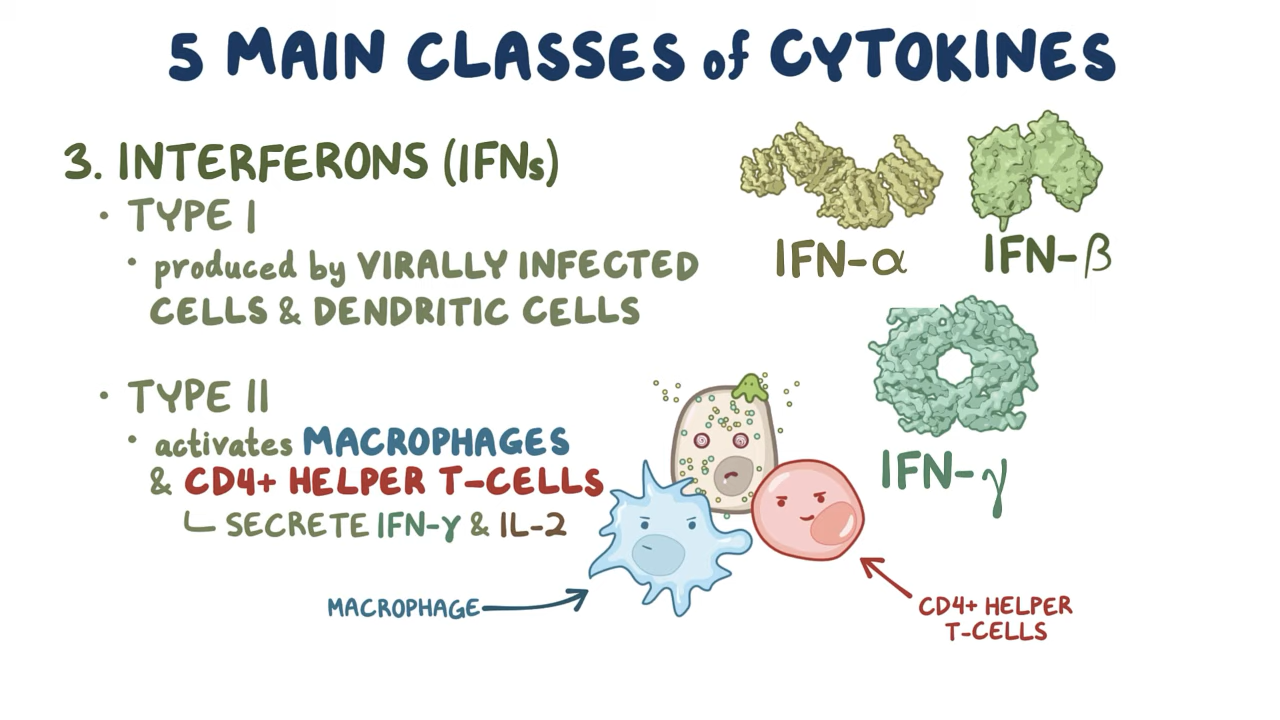 5 MAIN CLASSES of CYTOKINES
3. INTERFERONS (IFNs)
• TYPE I
• produced by VIRALLY INFECTED
CELLS & DENDRITIC CELLS
• TYPE II
• activates MACROPHAGES
& CD4+ HELPER T-CELLS
SECRETE IFN-γ & IL-2
MACROPHAGE
IFN-α
IFN-β
IFN-γ
CD4+ HELPER
T-CELLS